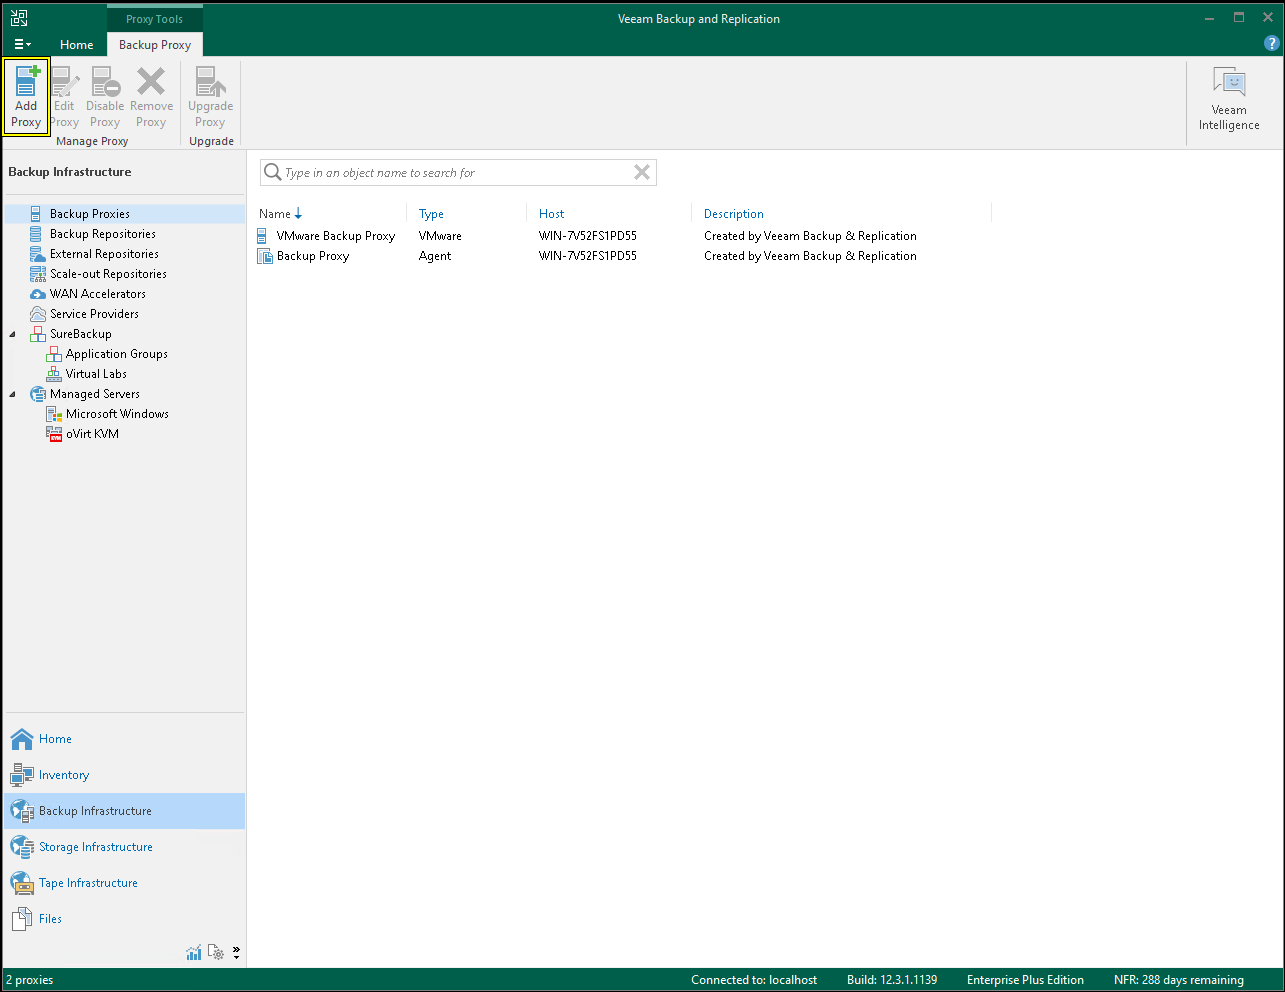 Proxy Tools
Veeam Backup and Replication
Home
Backup Proxy
?
Add Proxy
Edit Proxy
Disable Proxy
Remove Proxy
Upgrade Proxy
Manage Proxy
Upgrade
Veeam Intelligence
Backup Infrastructure
Backup Proxies
Backup Repositories
External Repositories
Scale-out Repositories
WAN Accelerators
Service Providers
SureBackup
Application Groups
Virtual Labs
Managed Servers
Microsoft Windows
oVirt KVM
Type in an object name to search for
Name Type Host Description
VMware Backup Proxy VMware WIN-7V52FS1PD55 Created by Veeam Backup & Replication
Backup Proxy Agent WIN-7V52FS1PD55 Created by Veeam Backup & Replication
Home
Inventory
Backup Infrastructure
Storage Infrastructure
Tape Infrastructure
Files
2 proxies
Connected to: localhost
Build: 12.3.1.1139
Enterprise Plus Edition
NFR: 288 days remaining